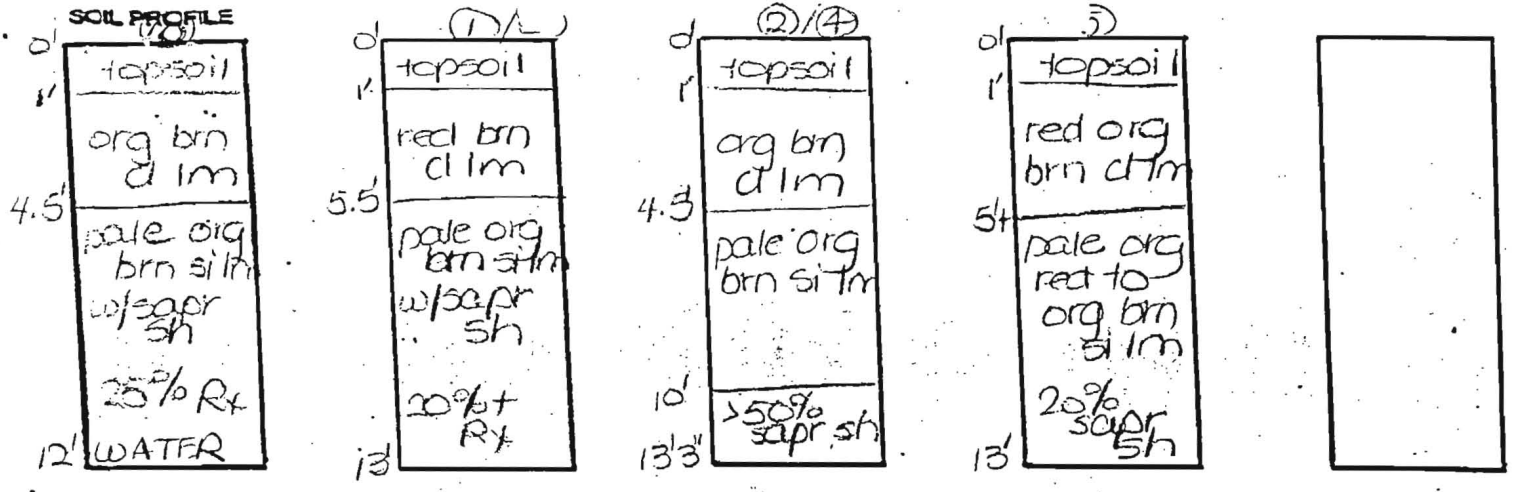 SOIL PROFILE
0'
topsoil
1'
org brn
cl lm
4.5'
pale org
brn si lm
w/sapr
sh
25% Rx
12'
WATER
0'
topsoil
1'
red brn
cl lm
5.5'
pale org
brn si lm
w/sapr
sh
20%+
Rx
13'
②/④
0'
topsoil
1'
org brn
cl lm
4.5'
pale org
brn si lm
10'
>50%
sapr sh
13'3"
0'
topsoil
1'
red org
brn cl lm
5'+
pale org
red to
org brn
si lm
20%
sapr
sh
13'